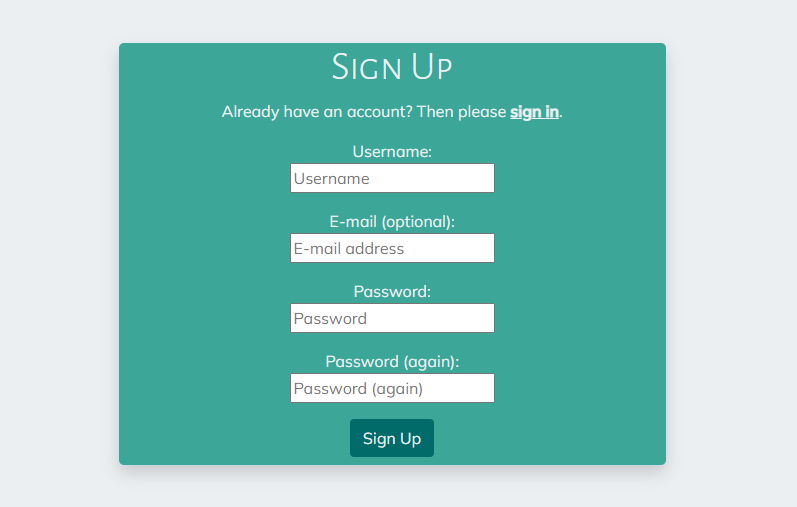 Sign Up
Already have an account? Then please sign in.
Username:
Username
E-mail (optional):
E-mail address
Password:
Password
Password (again):
Password (again)
Sign Up